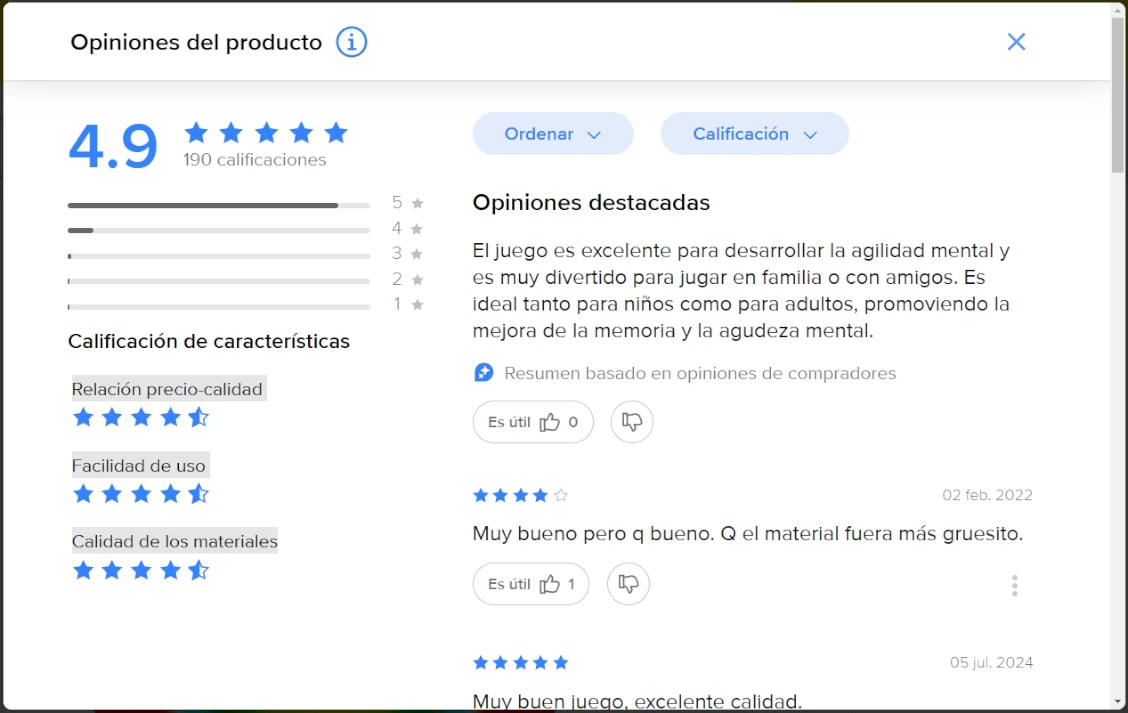 Opiniones del producto
4.9
190 calificaciones
5
4
3
2
1
Calificación de características
Relación precio-calidad
Facilidad de uso
Calidad de los materiales
Ordenar
Calificación
Opiniones destacadas
El juego es excelente para desarrollar la agilidad mental y
es muy divertido para jugar en familia o con amigos. Es
ideal tanto para niños como para adultos, promoviendo la
mejora de la memoria y la agudeza mental.
Resumen basado en opiniones de compradores
Es útil 0
02 feb. 2022
Muy bueno pero q bueno. Q el material fuera más gruesito.
Es útil 1
05 jul. 2024
Muy buen juego, excelente calidad.